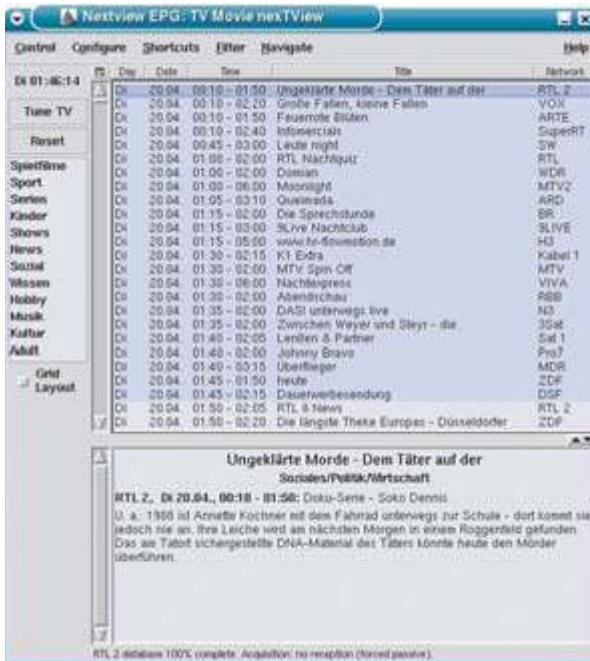 Nextview EPG: TV Movie nexTView
Control Configure Shortcuts Filter Navigate Help
Di 01:46:14
Tune TV
Reset
Spielfilme
Sport
Serien
Kinder
Shows
News
Sozial
Wissen
Hobby
Musik
Kultur
Adult
Grid
Layout
Day Date Time Title Network
Di 20.04. 00:10 - 01:50 Ungeklärte Morde - Dem Täter auf der RTL 2
Di 20.04. 00:10 - 02:20 Große Fallen, kleine Fallen VOX
Di 20.04. 00:10 - 01:50 Feuerrote Blüten ARTE
Di 20.04. 00:10 - 02:40 Infomercials SuperRT
Di 20.04. 00:45 - 03:00 Leute night SW
Di 20.04. 01:00 - 02:00 RTL Nachtquiz RTL
Di 20.04. 01:00 - 02:00 Domian WDR
Di 20.04. 01:00 - 06:00 Moonlight MTV2
Di 20.04. 01:05 - 03:10 Queimada ARD
Di 20.04. 01:15 - 02:00 Die Sprechstunde BR
Di 20.04. 01:15 - 03:00 9Live Nachtclub 9LIVE
Di 20.04. 01:15 - 05:00 www.hr-flowmotion.de H3
Di 20.04. 01:30 - 02:15 K1 Extra Kabel 1
Di 20.04. 01:30 - 02:00 MTV Spin Off MTV
Di 20.04. 01:30 - 06:00 Nachtexpress VIVA
Di 20.04. 01:30 - 02:00 Abendschau RBB
Di 20.04. 01:35 - 02:00 DAS! unterwegs live N3
Di 20.04. 01:35 - 02:00 Zwischen Weyer und Steyr - die 3Sat
Di 20.04. 01:40 - 02:05 Lenßen & Partner Sat 1
Di 20.04. 01:40 - 02:00 Johnny Bravo Pro7
Di 20.04. 01:40 - 03:15 Überflieger MDR
Di 20.04. 01:45 - 01:50 heute ZDF
Di 20.04. 01:45 - 02:15 Dauerwerbesendung DSF
Di 20.04. 01:50 - 02:05 RTL II News RTL 2
Di 20.04. 01:50 - 02:20 Die längste Theke Europas - Düsseldorfer ZDF
Ungeklärte Morde - Dem Täter auf der
Soziales/Politik/Wirtschaft
RTL 2, Di 20.04., 00:10 - 01:50: Doku-Serie - Soko Dennis
U. a.: 1988 ist Annette Kochner mit dem Fahrrad unterwegs zur Schule - dort kommt sie
jedoch nie an. Ihre Leiche wird am nächsten Morgen in einem Roggenfeld gefunden.
Das am Tatort sichergestellte DNA-Material des Täters könnte heute den Mörder
überführen.
RTL 2 database 100% complete. Acquisition: no reception (forced passive).